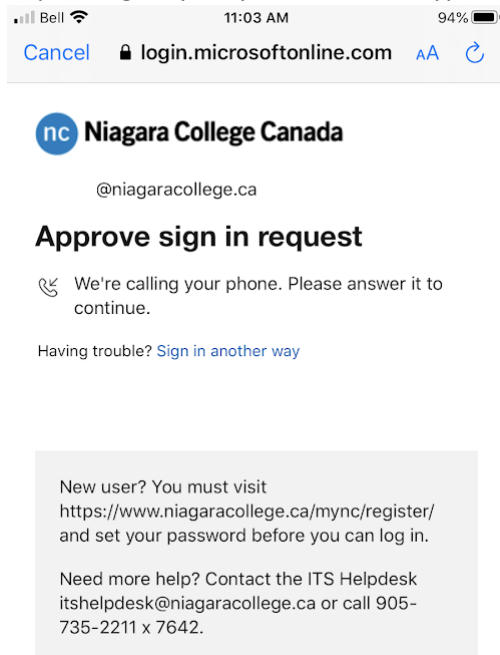 Bell 11:03 AM 94%
Cancel login.microsoftonline.com AA
nc Niagara College Canada
@niagaracollege.ca
Approve sign in request
We're calling your phone. Please answer it to
continue.
Having trouble? Sign in another way
New user? You must visit
https://www.niagaracollege.ca/mync/register/
and set your password before you can log in.
Need more help? Contact the ITS Helpdesk
itshelpdesk@niagaracollege.ca or call 905-
735-2211 x 7642.